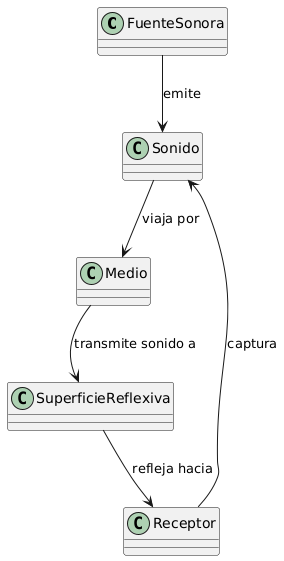 C FuenteSonora
emite
C Sonido
viaja por
C Medio
transmite sonido a
captura
C SuperficieReflexiva
refleja hacia
C Receptor